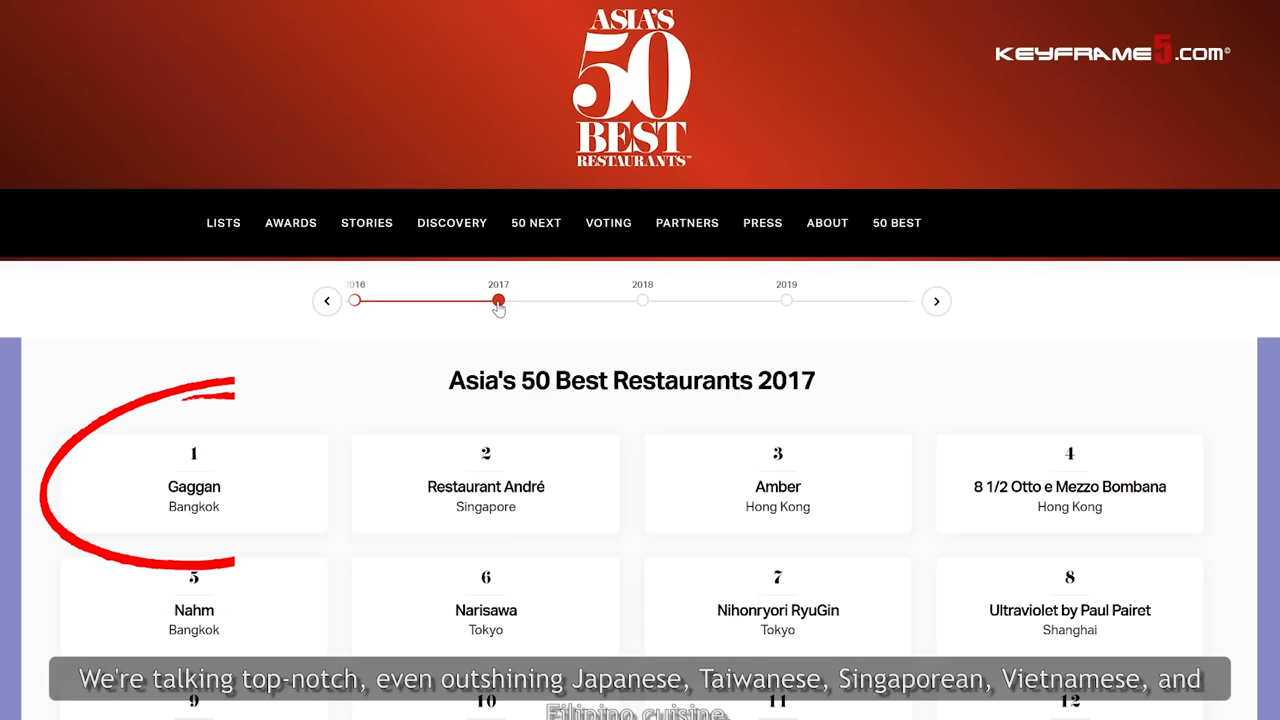 ASIA'S
50
BEST
RESTAURANTS™
KEYFRAME5.COM©
LISTS AWARDS STORIES DISCOVERY 50 NEXT VOTING PARTNERS PRESS ABOUT 50 BEST
2016 2017 2018 2019
Asia's 50 Best Restaurants 2017
1
Gaggan
Bangkok
2
Restaurant André
Singapore
3
Amber
Hong Kong
4
8 1/2 Otto e Mezzo Bombana
Hong Kong
5
Nahm
Bangkok
6
Narisawa
Tokyo
7
Nihonryori RyuGin
Tokyo
8
Ultraviolet by Paul Pairet
Shanghai
9 10 11 12
We're talking top-notch, even outshining Japanese, Taiwanese, Singaporean, Vietnamese, and
Filipino cuisine